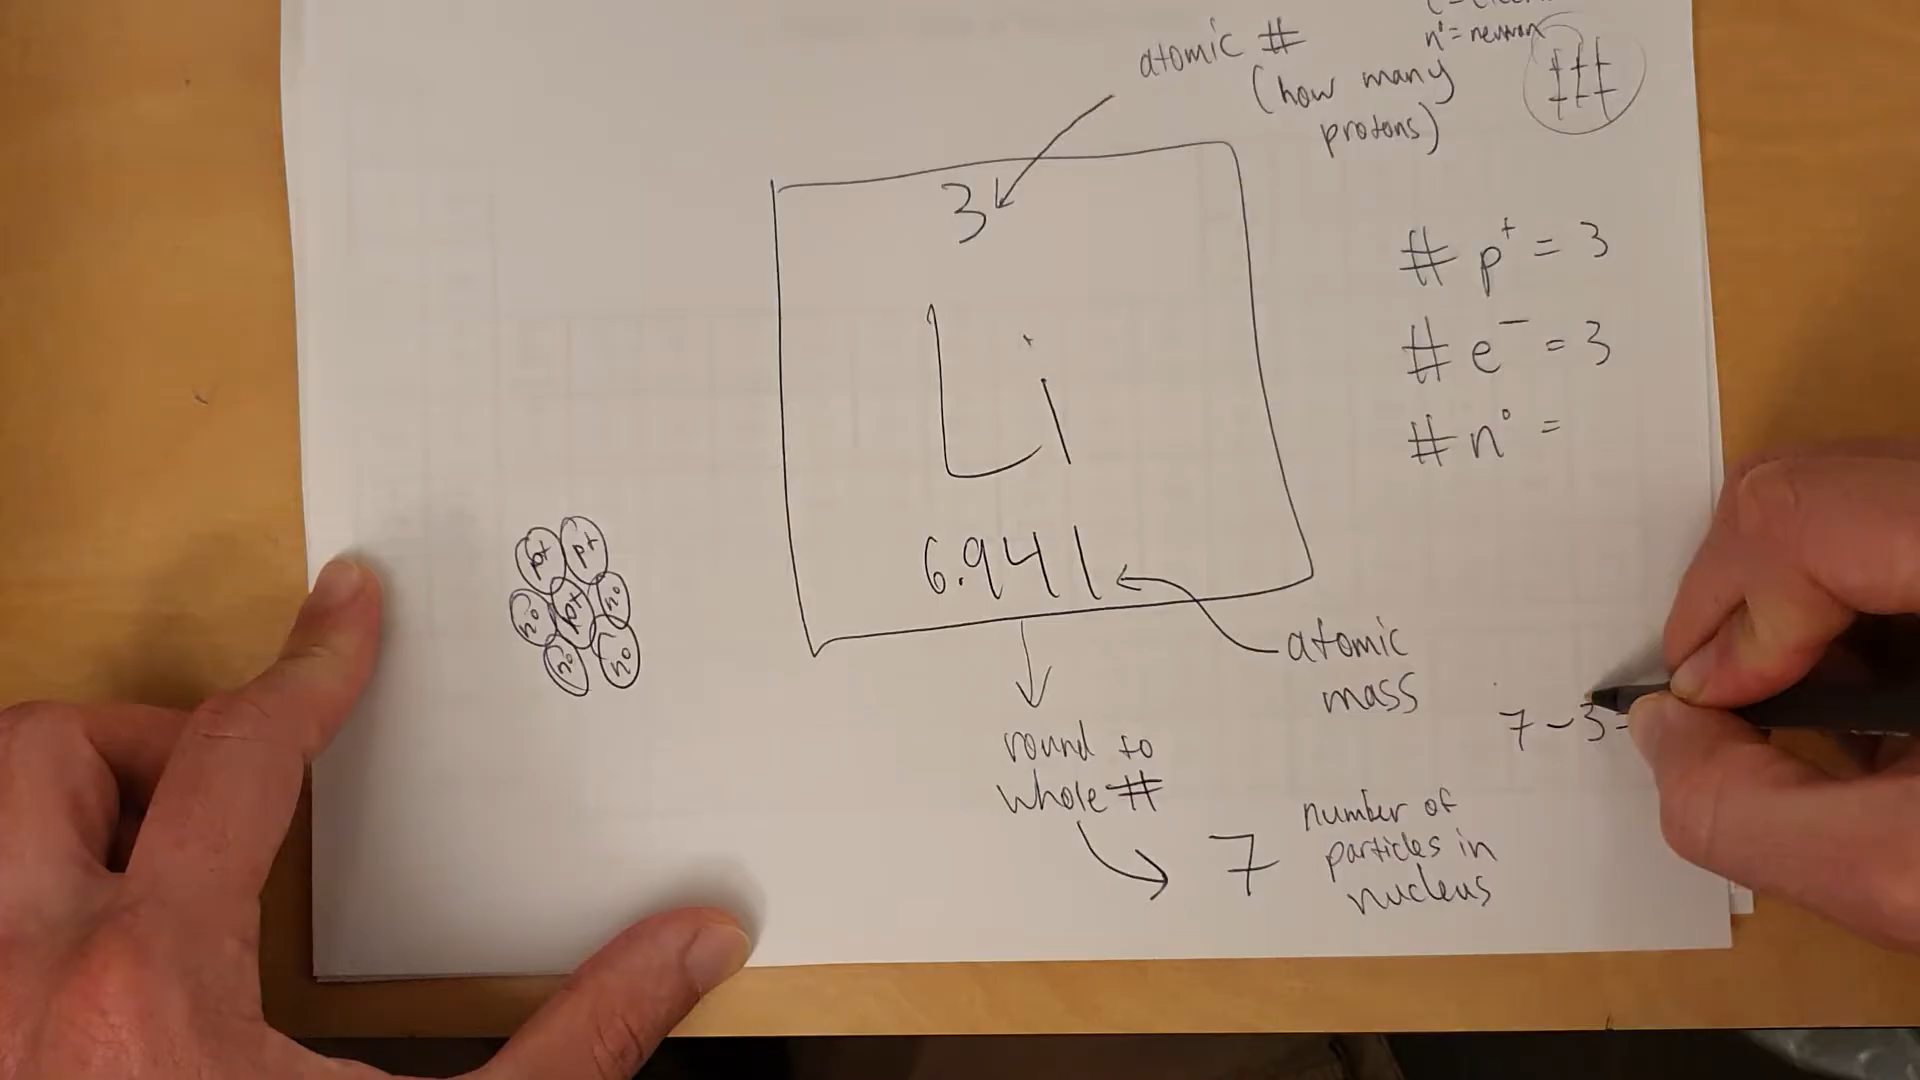 n° = neutron
atomic #
(how many
protons)
3
Li
6.941
# p⁺ = 3
# e⁻ = 3
# n° =
p+ p+
n° p+ n°
n° n°
atomic
mass
round to
whole #
7 - 3 =
7
number of
particles in
nucleus